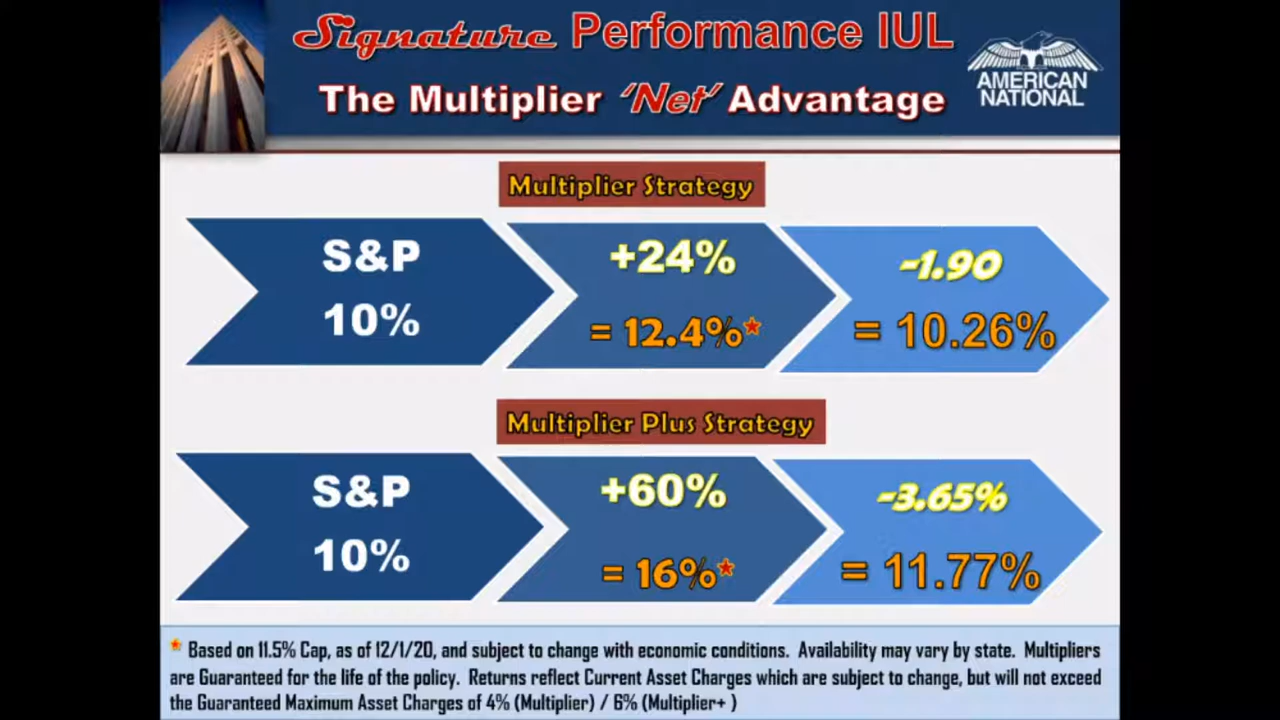 Signature Performance IUL
The Multiplier 'Net' Advantage
AMERICAN
NATIONAL
Multiplier Strategy
S&P
10%
+24%
= 12.4%*
-1.90
= 10.26%
Multiplier Plus Strategy
S&P
10%
+60%
= 16%*
-3.65%
= 11.77%
* Based on 11.5% Cap, as of 12/1/20, and subject to change with economic conditions. Availability may vary by state. Multipliers
are Guaranteed for the life of the policy. Returns reflect Current Asset Charges which are subject to change, but will not exceed
the Guaranteed Maximum Asset Charges of 4% (Multiplier) / 6% (Multiplier+ )